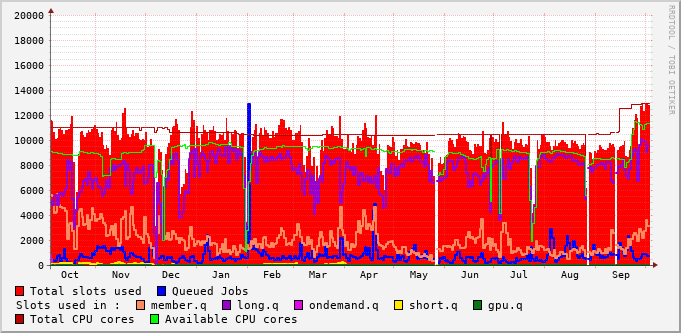 20000
18000
16000
14000
12000
10000
8000
6000
4000
2000
0
Oct Nov Dec Jan Feb Mar Apr May Jun Jul Aug Sep
Total slots used Queued Jobs
Slots used in : member.q long.q ondemand.q short.q gpu.q
Total CPU cores Available CPU cores
RRDTOOL / TOBI OETIKER